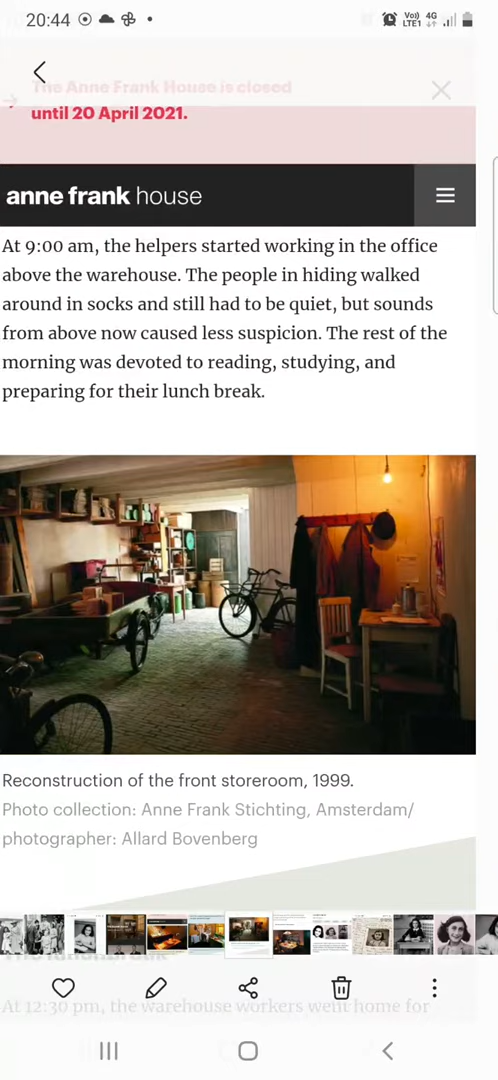 20:44
Vo)) 4G
LTE1
The Anne Frank House is closed
until 20 April 2021.
anne frank house
At 9:00 am, the helpers started working in the office
above the warehouse. The people in hiding walked
around in socks and still had to be quiet, but sounds
from above now caused less suspicion. The rest of the
morning was devoted to reading, studying, and
preparing for their lunch break.
Reconstruction of the front storeroom, 1999.
Photo collection: Anne Frank Stichting, Amsterdam/
photographer: Allard Bovenberg
At 12:30 pm, the warehouse workers went home for